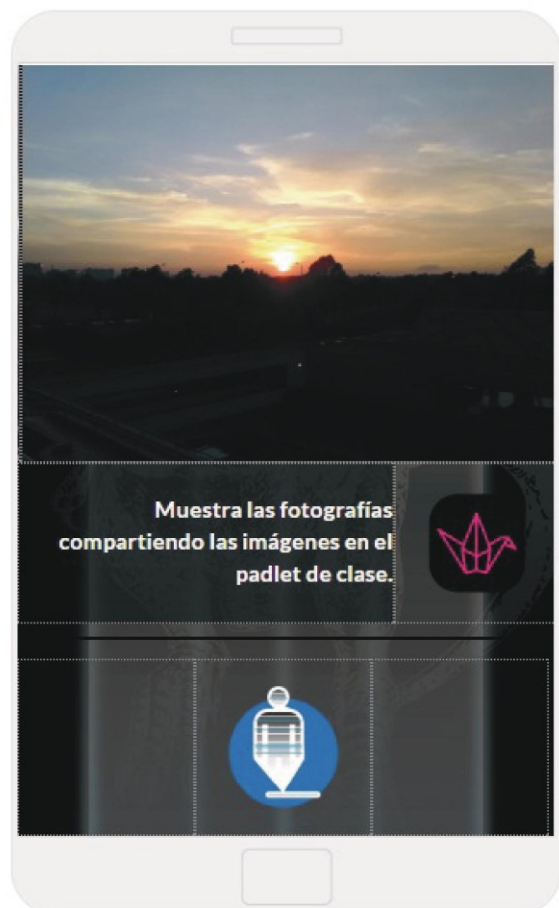 Muestra las fotografías
compartiendo las imágenes en el
padlet de clase.